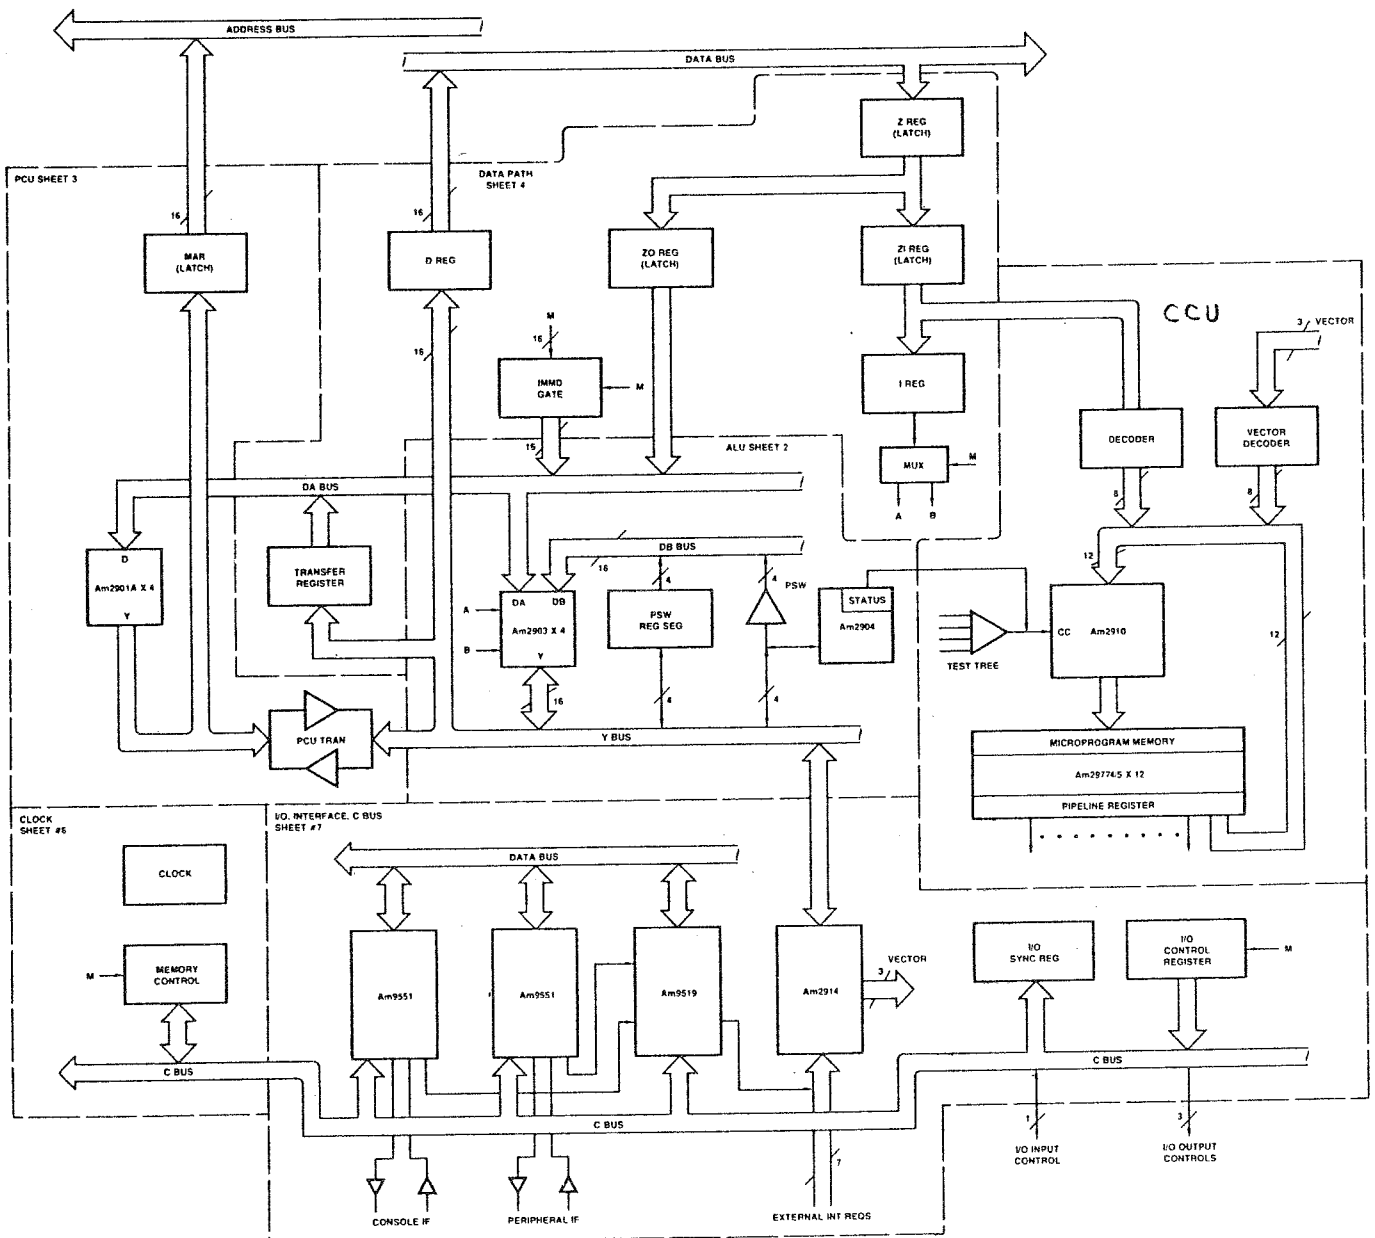 ADDRESS BUS
DATA BUS
Z REG
(LATCH)
PCU SHEET 3
DATA PATH
SHEET 4
16
16
MAR
(LATCH)
D REG
ZO REG
(LATCH)
ZI REG
(LATCH)
CCU
3
VECTOR
M
16
16
IMMD
GATE
M
I REG
DECODER
VECTOR
DECODER
15
ALU SHEET 2
MUX
M
DA BUS
A
B
8
8
DB BUS
16
12
D
Am2901A X 4
Y
TRANSFER
REGISTER
4
4
PSW
A
B
DA
DB
Am2903 X 4
Y
PSW
REG SEG
STATUS
Am2904
TEST TREE
CC
Am2910
12
16
4
4
PCU TRAN
Y BUS
MICROPROGRAM MEMORY
Am29774/5 X 12
PIPELINE REGISTER
CLOCK
SHEET #6
I/O, INTERFACE, C BUS
SHEET #7
DATA BUS
CLOCK
M
MEMORY
CONTROL
Am9551
Am9551
Am9519
Am2914
3
VECTOR
I/O
SYNC REG
I/O
CONTROL
REGISTER
M
C BUS
C BUS
C BUS
1
3
I/O INPUT
CONTROL
I/O OUTPUT
CONTROLS
7
CONSOLE IF
PERIPHERAL IF
EXTERNAL INT REQS